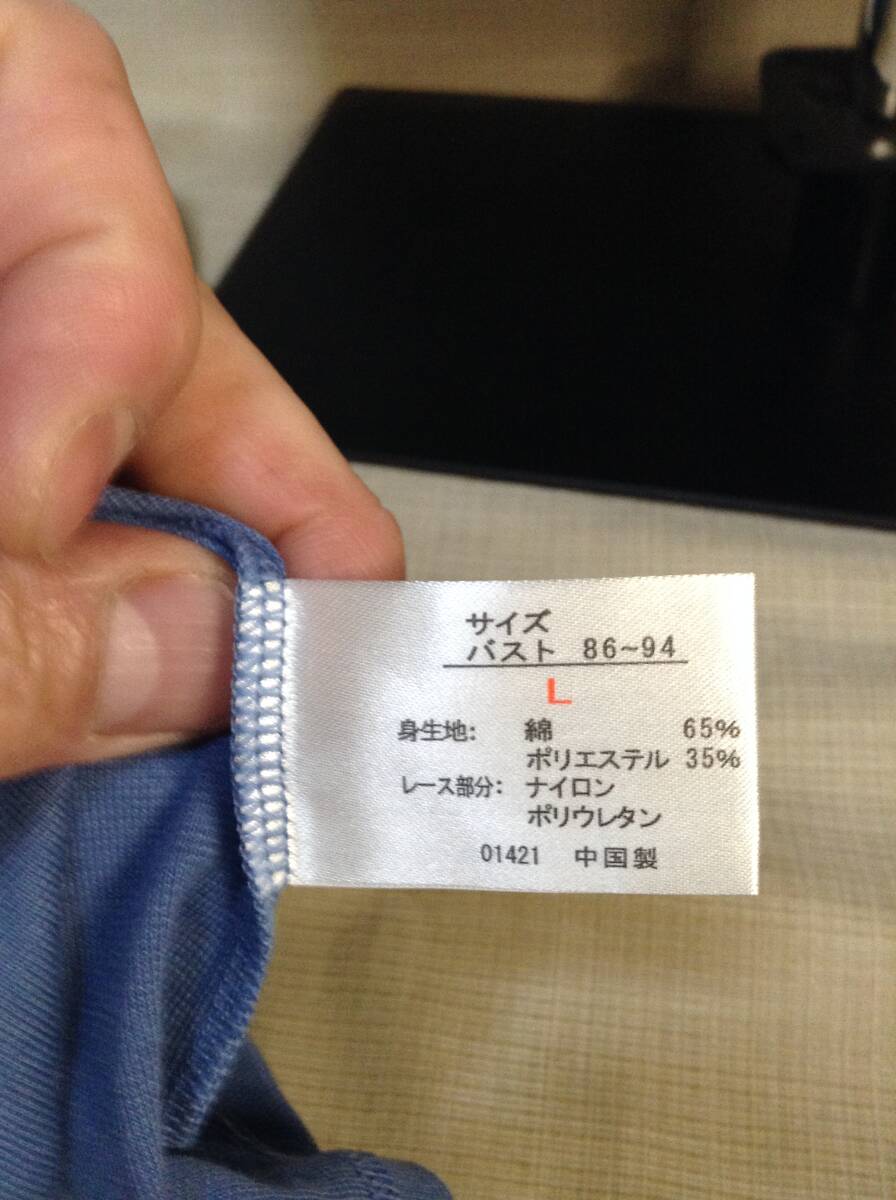 サイズ
バスト 86~94
L
身生地: 綿 65%
ポリエステル 35%
レース部分: ナイロン
ポリウレタン
01421 中国製